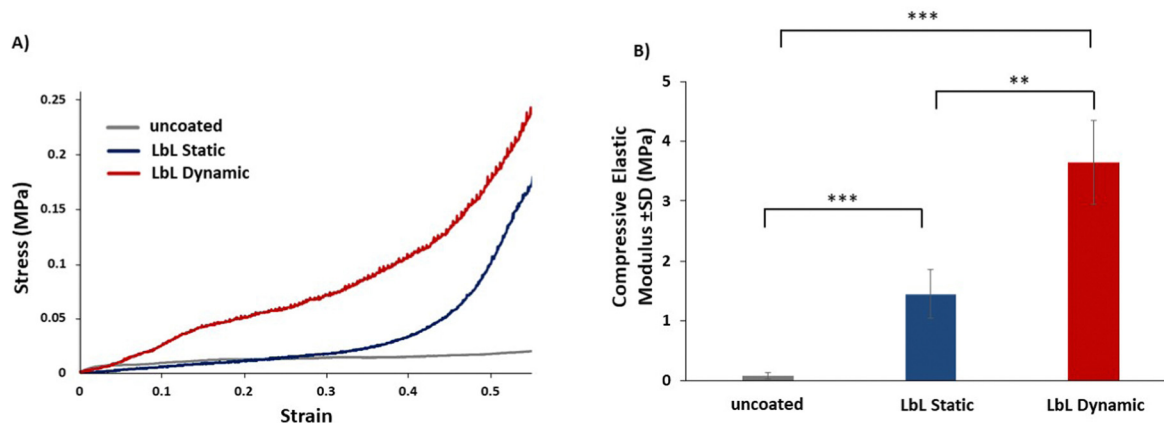 A)
Stress (MPa)
0.25
0.2
0.15
0.1
0.05
0
uncoated
LbL Static
LbL Dynamic
0.1 0.2 0.3 0.4 0.5
Strain
B)
***
**
***
Compressive Elastic
Modulus ±SD (MPa)
5
4
3
2
1
0
uncoated LbL Static LbL Dynamic